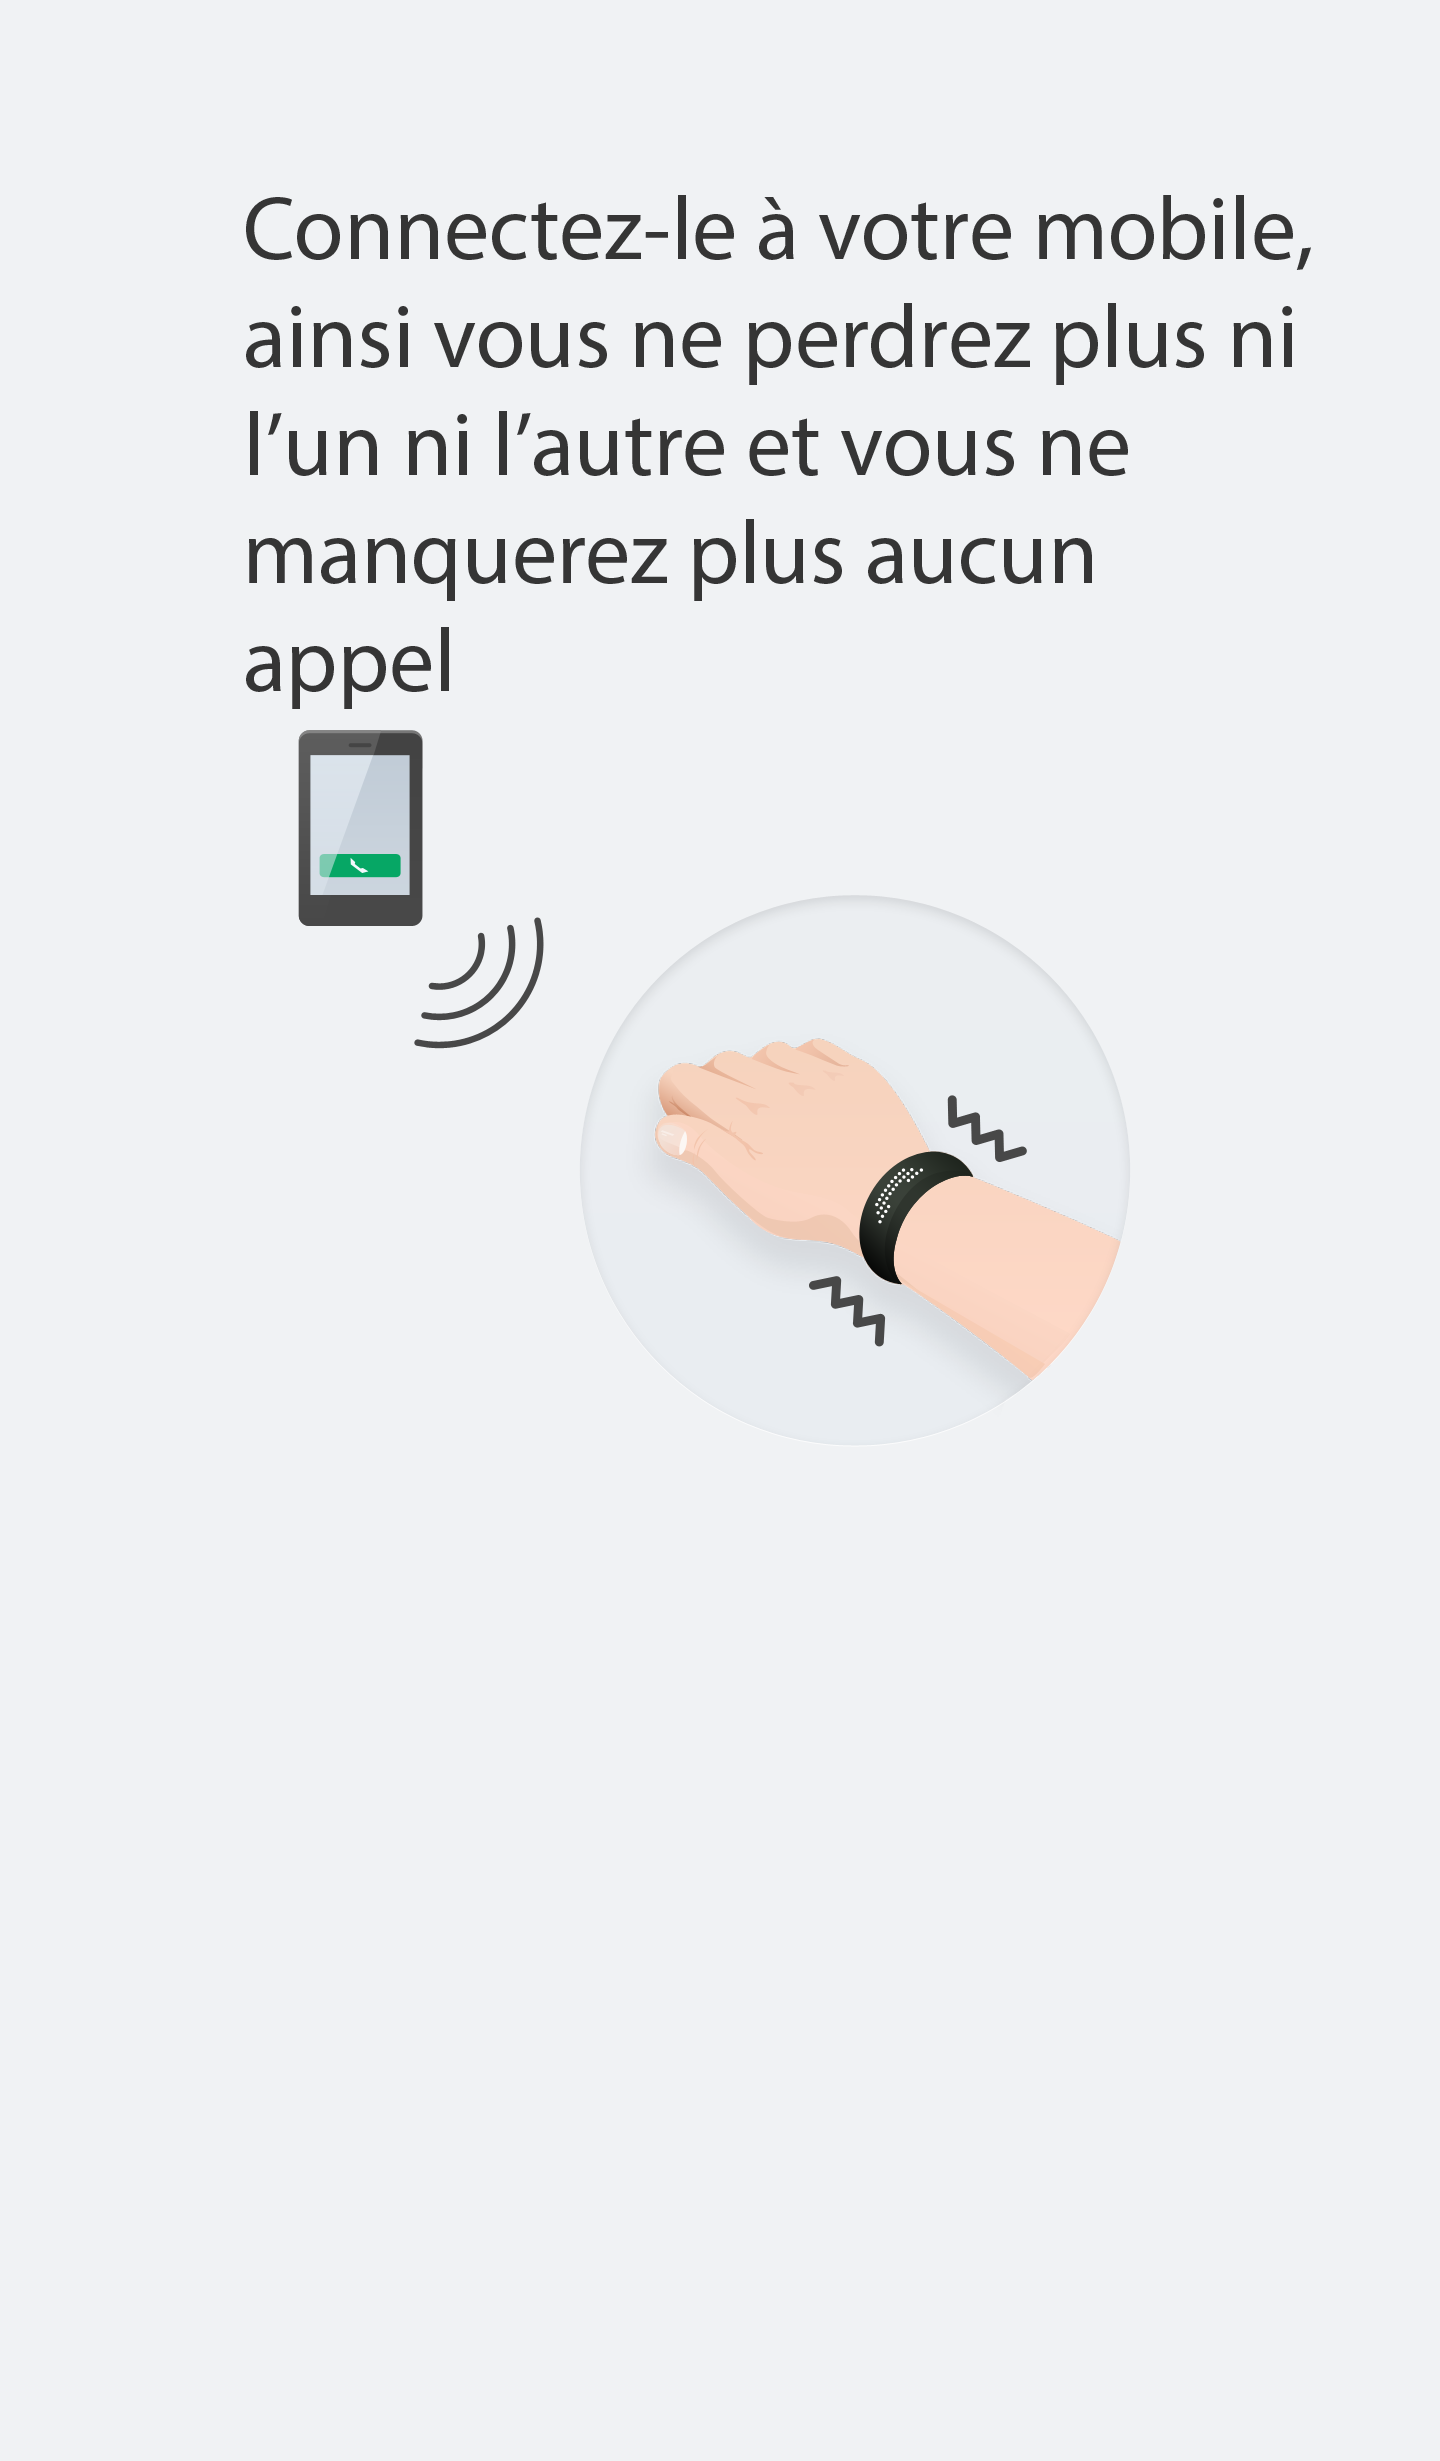 Connectez-le à votre mobile,
ainsi vous ne perdrez plus ni
l’un ni l’autre et vous ne
manquerez plus aucun
appel